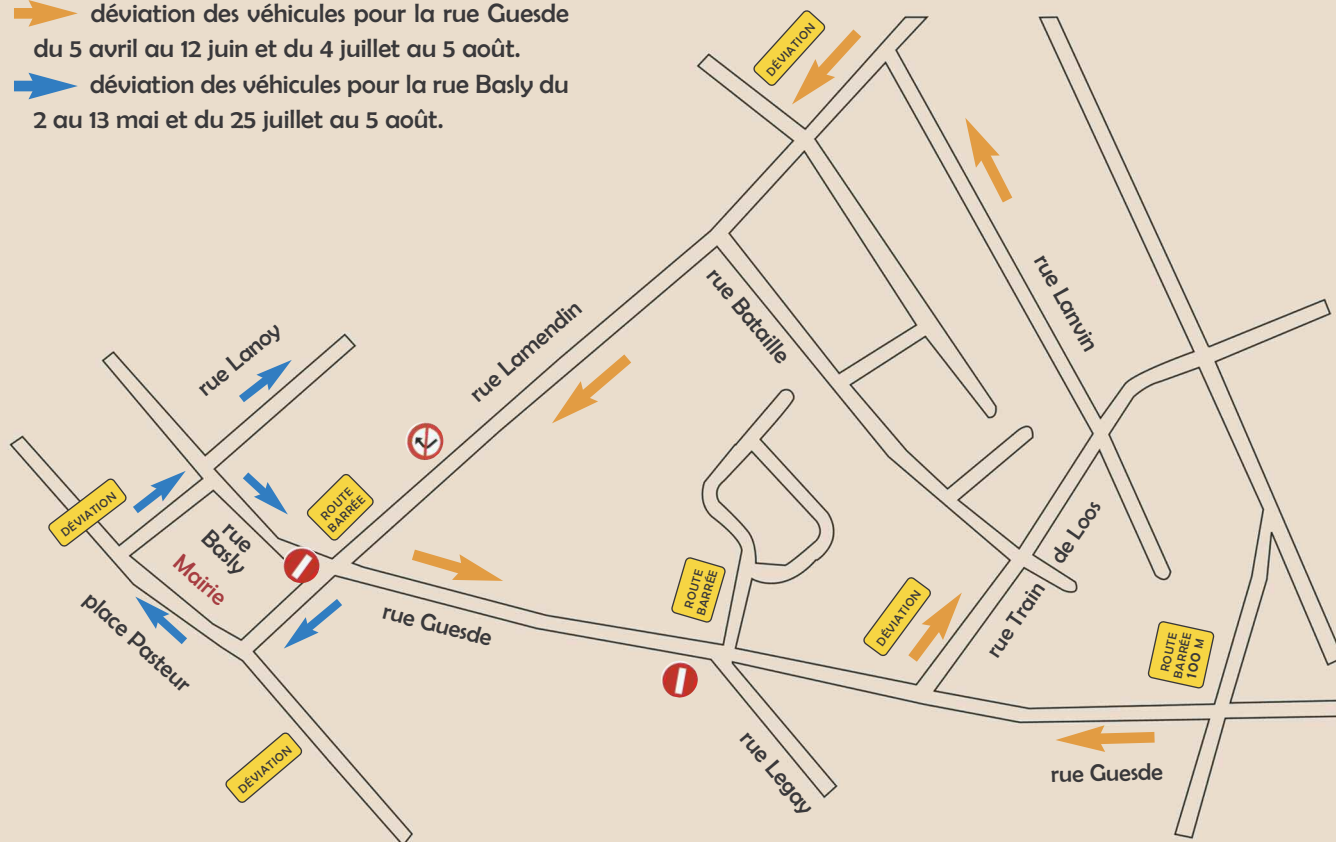 déviation des véhicules pour la rue Guesde
du 5 avril au 12 juin et du 4 juillet au 5 août.
déviation des véhicules pour la rue Basly du
2 au 13 mai et du 25 juillet au 5 août.
DÉVIATION
rue Lanvin
rue Bataille
rue Lamendin
rue Lanoy
DÉVIATION
ROUTE
BARRÉE
rue
Basly
Mairie
place Pasteur
rue Guesde
ROUTE
BARRÉE
DÉVIATION
rue Train
de Loos
ROUTE
BARRÉE
100 M
DÉVIATION
rue Legay
rue Guesde